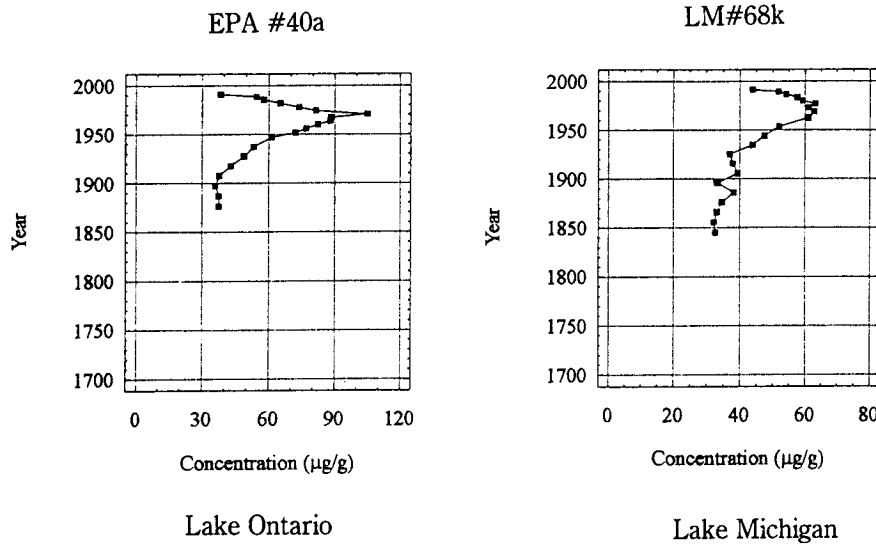 EPA #40a
2000
1950
1900
1850
1800
1750
1700
Year
0 30 60 90 120
Concentration (μg/g)
Lake Ontario
LM#68k
2000
1950
1900
1850
1800
1750
1700
Year
0 20 40 60 80
Concentration (μg/g)
Lake Michigan